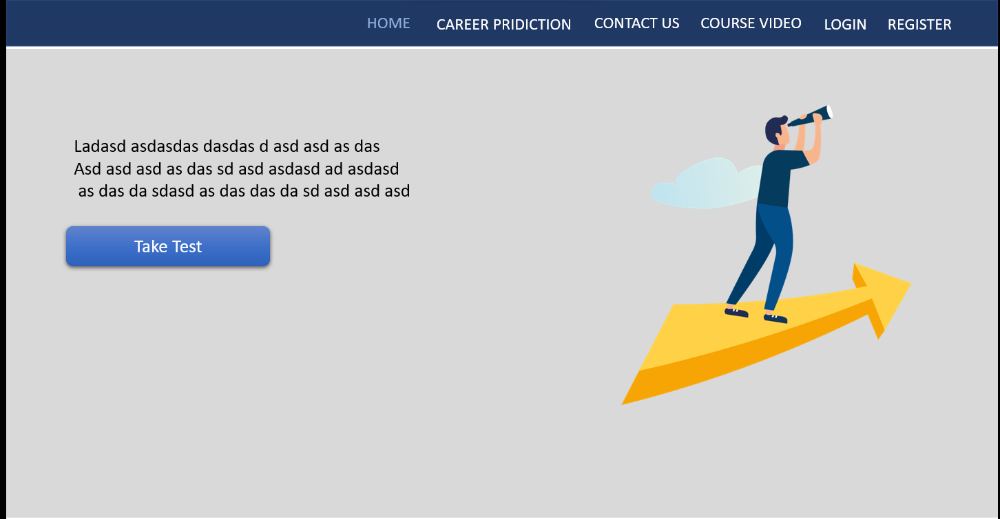 HOME CAREER PRIDICTION CONTACT US COURSE VIDEO LOGIN REGISTER
Ladasd asdasdas dasdas d asd asd as das
Asd asd asd as das sd asd asdasd ad asdasd
as das da sdasd as das das da sd asd asd asd
Take Test